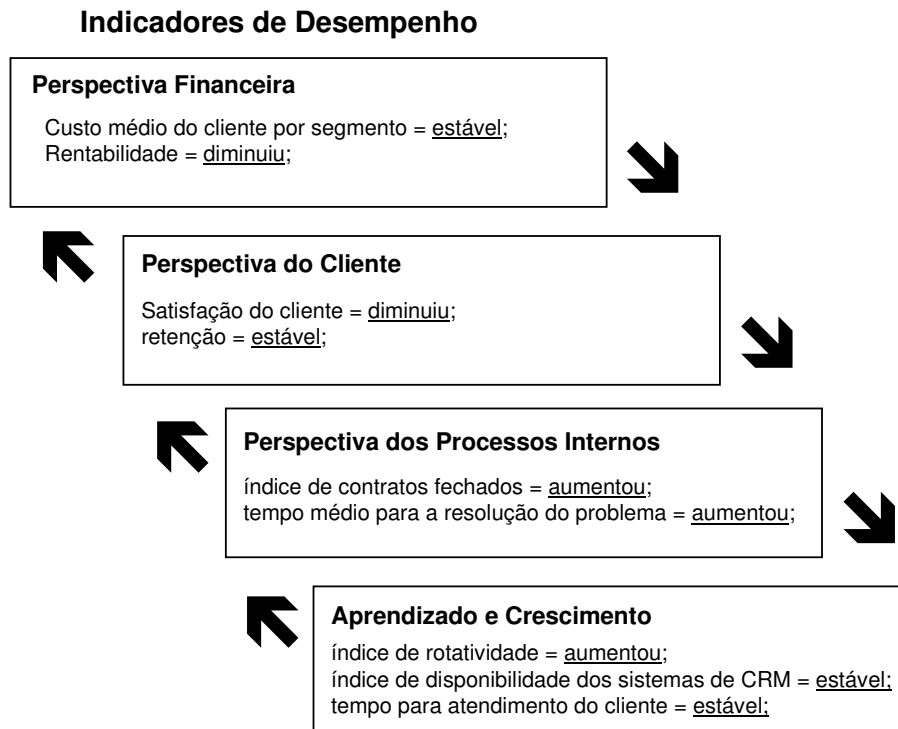 Indicadores de Desempenho
Perspectiva Financeira
Custo médio do cliente por segmento = estável;
Rentabilidade = diminuiu;
Perspectiva do Cliente
Satisfação do cliente = diminuiu;
retenção = estável;
Perspectiva dos Processos Internos
índice de contratos fechados = aumentou;
tempo médio para a resolução do problema = aumentou;
Aprendizado e Crescimento
índice de rotatividade = aumentou;
índice de disponibilidade dos sistemas de CRM = estável;
tempo para atendimento do cliente = estável;